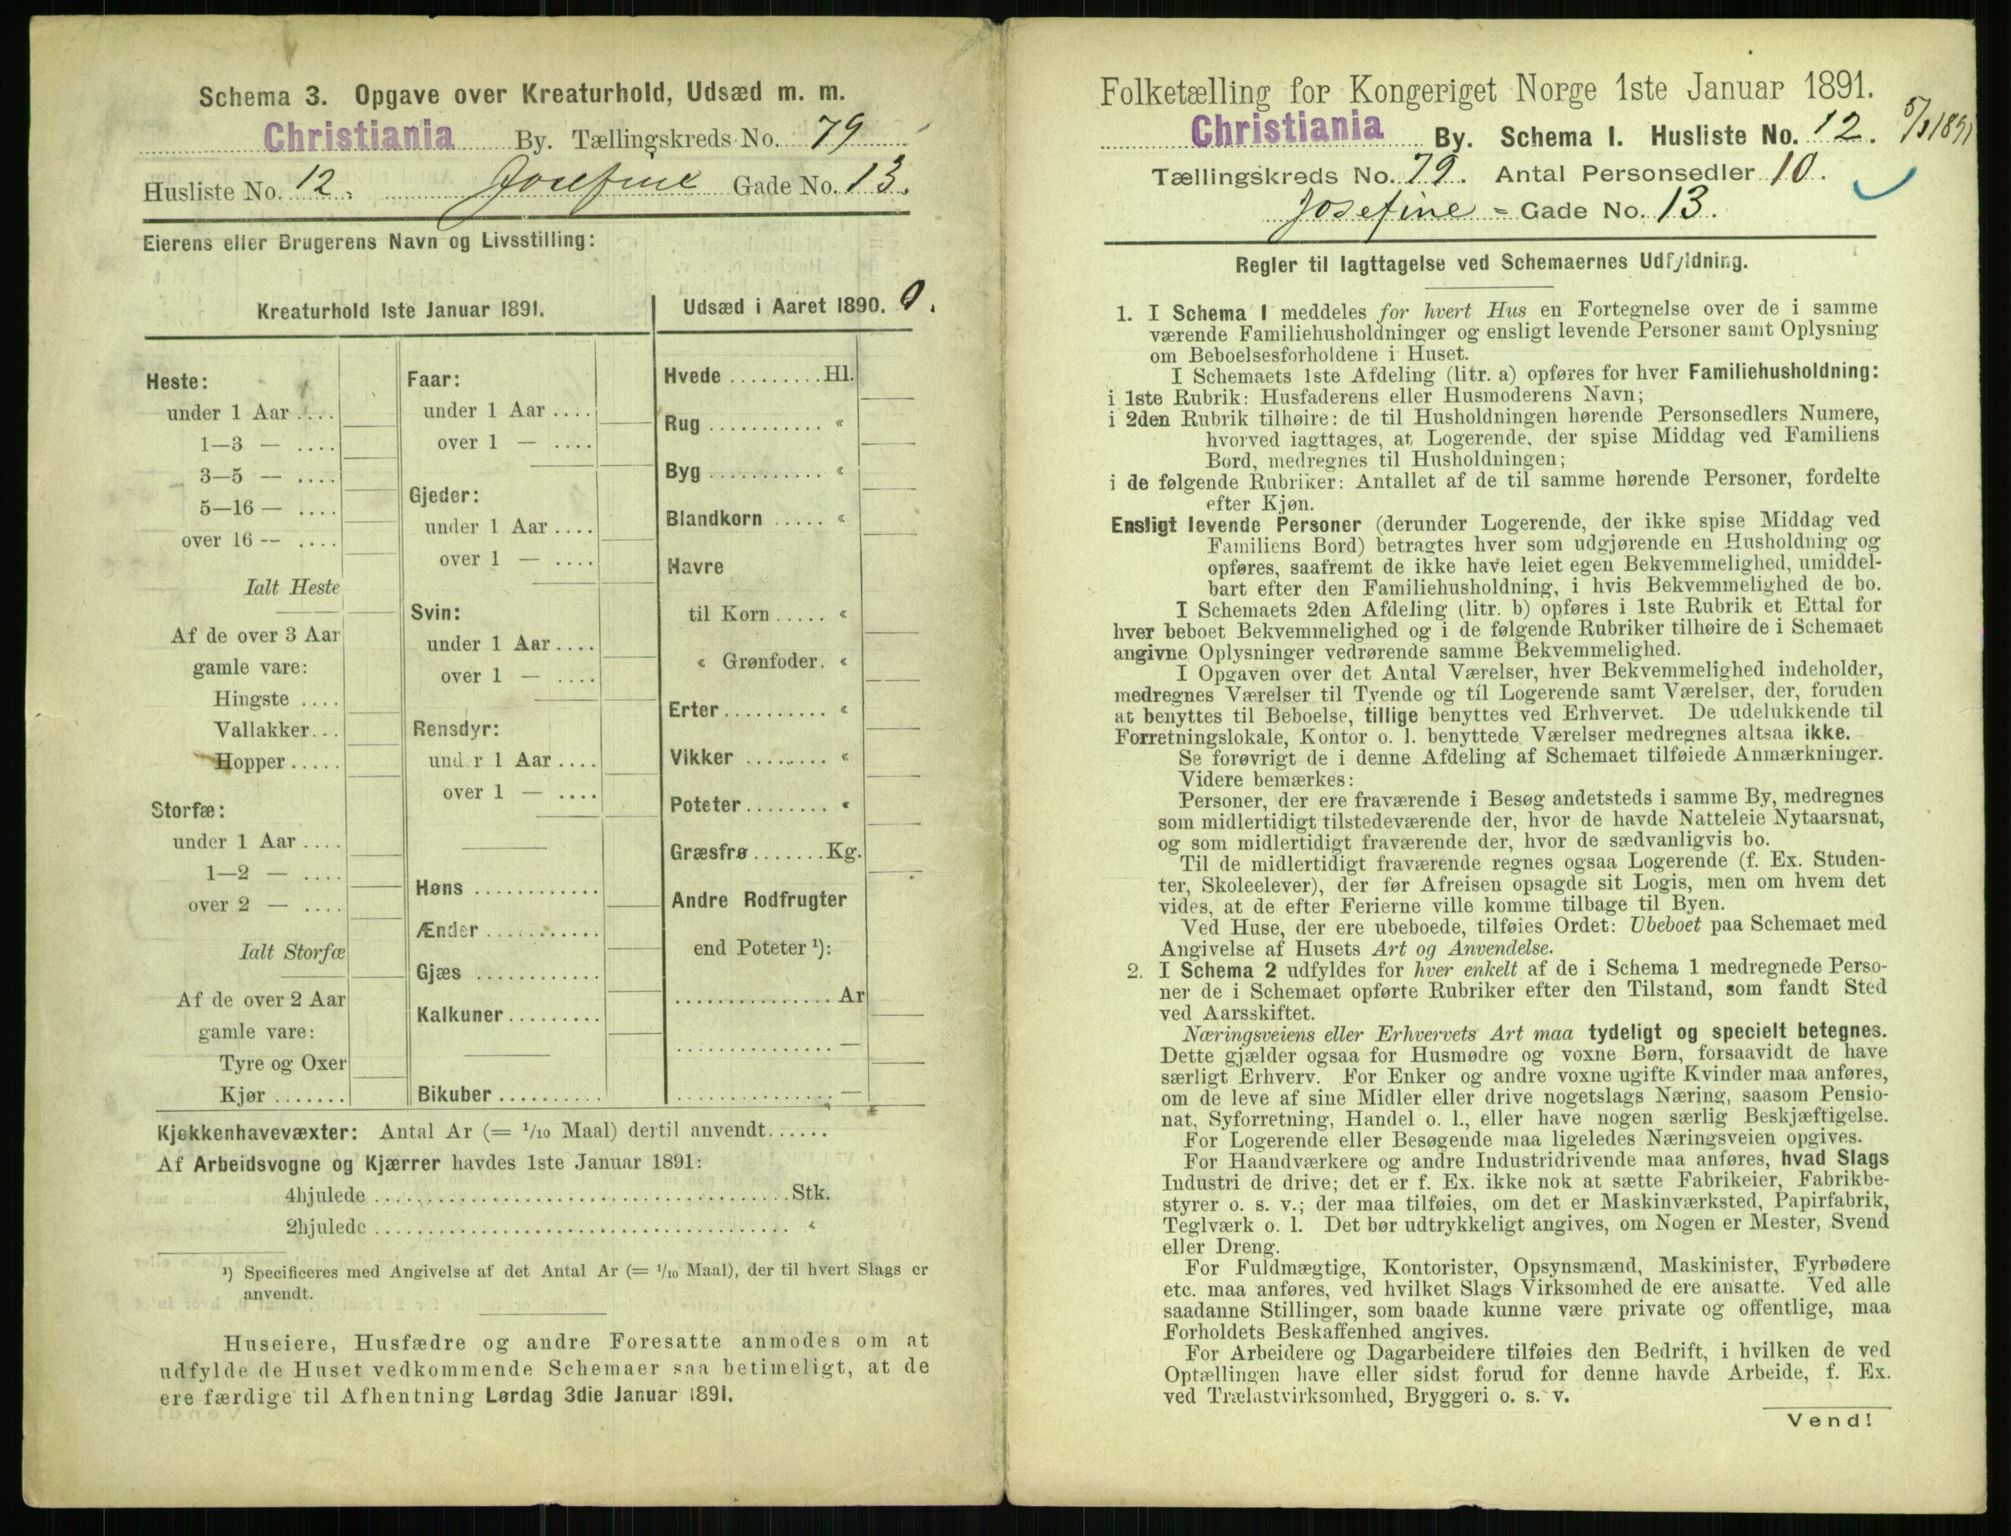 Schema 3. Opgave over Kreaturhold, Udsæd m. m.
Christiania By. Tællingskreds No. 79
Husliste No. 12. Josefine Gade No. 13.
Eierens eller Brugerens Navn og Livsstilling:
Kreaturhold 1ste Januar 1891.
Udsæd i Aaret 1890. 0.
Heste:
under 1 Aar ....
1—3 — ....
3—5 — ....
5—16 — ....
over 16 — ....
Ialt Heste
Af de over 3 Aar
gamle vare:
Hingste ....
Vallakker...
Hopper .....
Storfæ:
under 1 Aar ....
1—2 — ....
over 2 — ....
Ialt Storfæ
Af de over 2 Aar
gamle vare:
Tyre og Oxer
Kjør .......
Faar:
under 1 Aar ....
over 1 — ....
Gjeder:
under 1 Aar ....
over 1 — ....
Svin:
under 1 Aar ....
over 1 — ....
Rensdyr:
und r 1 Aar ....
over 1 — ....
Høns ............
Ænder ...........
Gjæs ............
Kalkuner.........
Bikuber ..........
Hvede .........Hl.
Rug ........... «
Byg ........... «
Blandkorn ..... «
Havre
til Korn ..... «
« Grønfoder. «
Erter.......... «
Vikker ........ «
Poteter........ «
Græsfrø .......Kg.
Andre Rodfrugter
end Poteter ¹):
...............Ar
...............—
...............—
Kjøkkenhavevæxter: Antal Ar (= 1/10 Maal) dertil anvendt......
Af Arbeidsvogne og Kjærrer havdes 1ste Januar 1891:
4hjulede ........................................Stk.
2hjulede ........................................ «
¹) Specificeres med Angivelse af det Antal Ar (= 1/10 Maal), der til hvert Slags er
anvendt.
Huseiere, Husfædre og andre Foresatte anmodes om at
udfylde de Huset vedkommende Schemaer saa betimeligt, at de
ere færdige til Afhentning Lørdag 3die Januar 1891.
Folketælling for Kongeriget Norge 1ste Januar 1891.
Christiania By. Schema I. Husliste No. 12. 5/1 1891
Tællingskreds No. 79. Antal Personsedler 10.
Josefine = Gade No. 13.
Regler til Iagttagelse ved Schemaernes Udfyldning.
1. I Schema I meddeles for hvert Hus en Fortegnelse over de i samme
værende Familiehusholdninger og ensligt levende Personer samt Oplysning
om Beboelsesforholdene i Huset.
I Schemaets 1ste Afdeling (litr. a) opføres for hver Familiehusholdning:
i 1ste Rubrik: Husfaderens eller Husmoderens Navn;
i 2den Rubrik tilhøire: de til Husholdningen hørende Personsedlers Numere,
hvorved iagttages, at Logerende, der spise Middag ved Familiens
Bord, medregnes til Husholdningen;
i de følgende Rubriker: Antallet af de til samme hørende Personer, fordelte
efter Kjøn.
Ensligt levende Personer (derunder Logerende, der ikke spise Middag ved
Familiens Bord) betragtes hver som udgjørende en Husholdning og
opføres, saafremt de ikke have leiet egen Bekvemmelighed, umiddel-
bart efter den Familiehusholdning, i hvis Bekvemmelighed de bo.
I Schemaets 2den Afdeling (litr. b) opføres i 1ste Rubrik et Ettal for
hver beboet Bekvemmelighed og i de følgende Rubriker tilhøire de i Schemaet
angivne Oplysninger vedrørende samme Bekvemmelighed.
I Opgaven over det Antal Værelser, hver Bekvemmelighed indeholder,
medregnes Værelser til Tyende og til Logerende samt Værelser, der, foruden
at benyttes til Beboelse, tillige benyttes ved Erhvervet. De udelukkende til
Forretningslokale, Kontor o. l. benyttede Værelser medregnes altsaa ikke.
Se forøvrigt de i denne Afdeling af Schemaet tilføiede Anmærkninger.
Videre bemærkes:
Personer, der ere fraværende i Besøg andetsteds i samme By, medregnes
som midlertidigt tilstedeværende der, hvor de havde Natteleie Nytaarsnat,
og som midlertidigt fraværende der, hvor de sædvanligvis bo.
Til de midlertidigt fraværende regnes ogsaa Logerende (f. Ex. Studen-
ter, Skoleelever), der før Afreisen opsagde sit Logis, men om hvem det
vides, at de efter Ferierne ville komme tilbage til Byen.
Ved Huse, der ere ubeboede, tilføies Ordet: Ubeboet paa Schemaet med
Angivelse af Husets Art og Anvendelse.
2. I Schema 2 udfyldes for hver enkelt af de i Schema 1 medregnede Perso-
ner de i Schemaet opførte Rubriker efter den Tilstand, som fandt Sted
ved Aarsskiftet.
Næringsveiens eller Erhvervets Art maa tydeligt og specielt betegnes.
Dette gjælder ogsaa for Husmødre og voxne Børn, forsaavidt de have
særligt Erhverv. For Enker og andre voxne ugifte Kvinder maa anføres,
om de leve af sine Midler eller drive nogetslags Næring, saasom Pensio-
nat, Syforretning, Handel o. l., eller have nogen særlig Beskjæftigelse.
For Logerende eller Besøgende maa ligeledes Næringsveien opgives.
For Haandværkere og andre Industridrivende maa anføres, hvad Slags
Industri de drive; det er f. Ex. ikke nok at sætte Fabrikeier, Fabrikbe-
styrer o. s. v.; der maa tilføies, om det er Maskinværksted, Papirfabrik,
Teglværk o. l. Det bør udtrykkeligt angives, om Nogen er Mester, Svend
eller Dreng.
For Fuldmægtige, Kontorister, Opsynsmænd, Maskinister, Fyrbødere
etc. maa anføres, ved hvilket Slags Virksomhed de ere ansatte. Ved alle
saadanne Stillinger, som baade kunne være private og offentlige, maa
Forholdets Beskaffenhed angives.
For Arbeidere og Dagarbeidere tilføies den Bedrift, i hvilken de ved
Optællingen have eller sidst forud for denne havde Arbeide, f. Ex.
ved Trælastvirksomhed, Bryggeri o. s. v.
Vend!